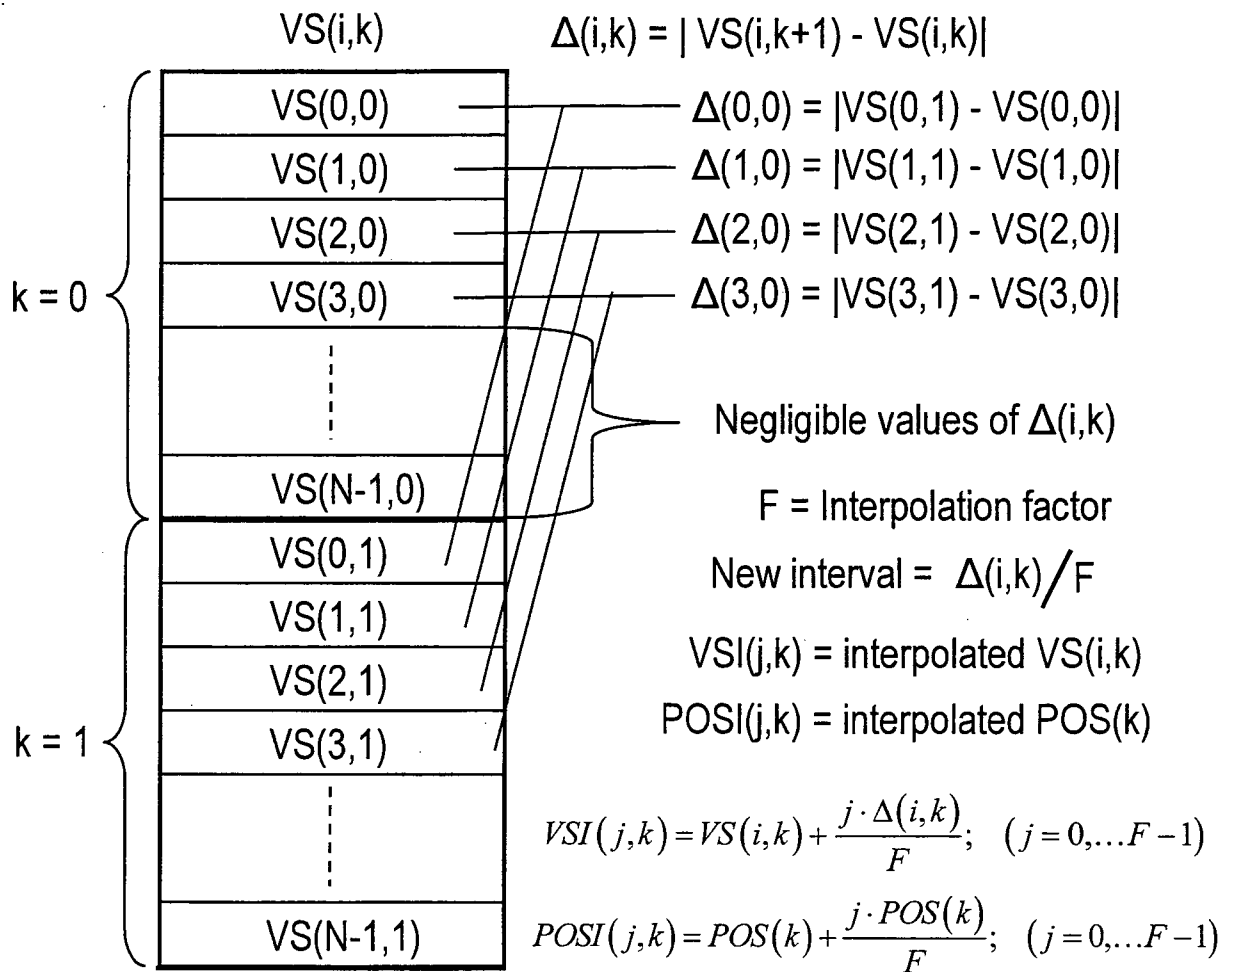 VS(i,k)
Δ(i,k) = | VS(i,k+1) - VS(i,k)|
VS(0,0)
Δ(0,0) = |VS(0,1) - VS(0,0)|
VS(1,0)
Δ(1,0) = |VS(1,1) - VS(1,0)|
VS(2,0)
Δ(2,0) = |VS(2,1) - VS(2,0)|
k = 0
VS(3,0)
Δ(3,0) = |VS(3,1) - VS(3,0)|
Negligible values of Δ(i,k)
VS(N-1,0)
F = Interpolation factor
VS(0,1)
New interval = Δ(i,k)/F
VS(1,1)
VSI(j,k) = interpolated VS(i,k)
VS(2,1)
POSI(j,k) = interpolated POS(k)
k = 1
VS(3,1)
VSI(j,k) = VS(i,k) + j · Δ(i,k) / F; (j = 0,...F − 1)
VS(N-1,1)
POSI(j,k) = POS(k) + j · POS(k) / F; (j = 0,...F − 1)